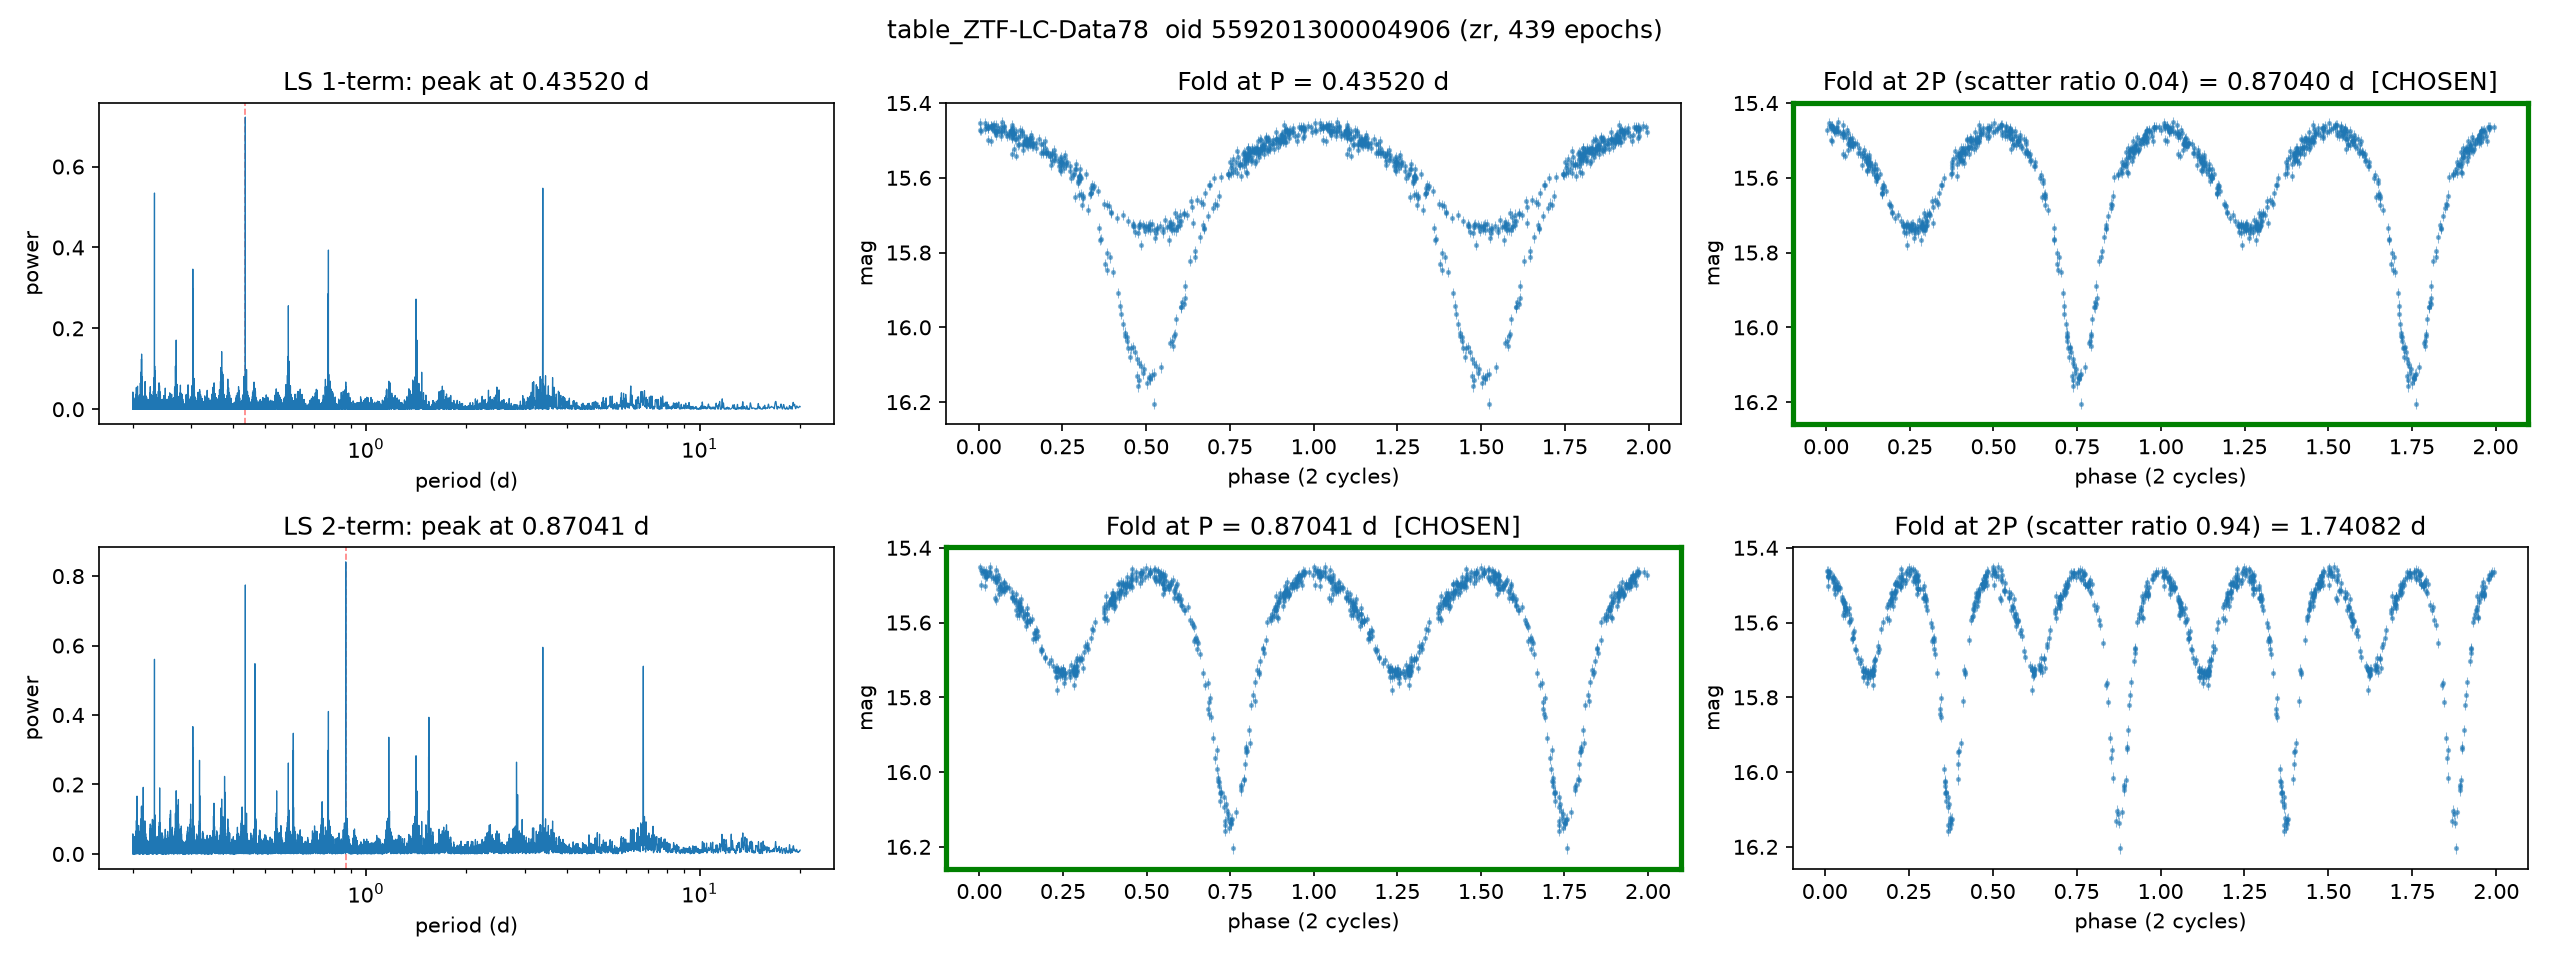 table_ZTF-LC-Data78  oid 559201300004906 (zr, 439 epochs)
LS 1-term: peak at 0.43520 d
power
0.6
0.4
0.2
0.0
10⁰
10¹
period (d)
Fold at P = 0.43520 d
mag
15.4
15.6
15.8
16.0
16.2
0.00 0.25 0.50 0.75 1.00 1.25 1.50 1.75 2.00
phase (2 cycles)
Fold at 2P (scatter ratio 0.04) = 0.87040 d  [CHOSEN]
mag
15.4
15.6
15.8
16.0
16.2
0.00 0.25 0.50 0.75 1.00 1.25 1.50 1.75 2.00
phase (2 cycles)
LS 2-term: peak at 0.87041 d
power
0.8
0.6
0.4
0.2
0.0
10⁰
10¹
period (d)
Fold at P = 0.87041 d  [CHOSEN]
mag
15.4
15.6
15.8
16.0
16.2
0.00 0.25 0.50 0.75 1.00 1.25 1.50 1.75 2.00
phase (2 cycles)
Fold at 2P (scatter ratio 0.94) = 1.74082 d
mag
15.4
15.6
15.8
16.0
16.2
0.00 0.25 0.50 0.75 1.00 1.25 1.50 1.75 2.00
phase (2 cycles)